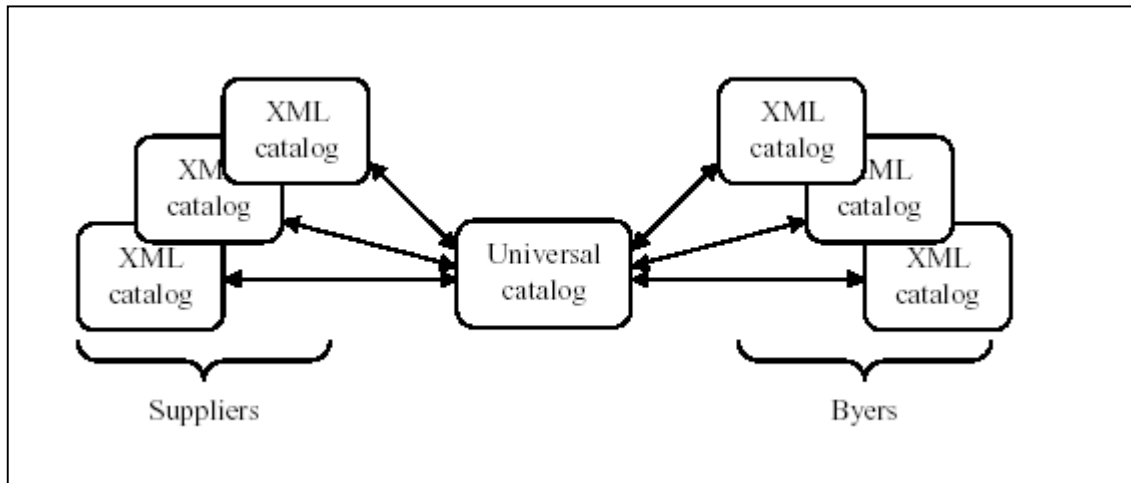 XML
catalog
XML
catalog
XML
catalog
Universal
catalog
XML
catalog
XML
catalog
XML
catalog
Suppliers
Byers